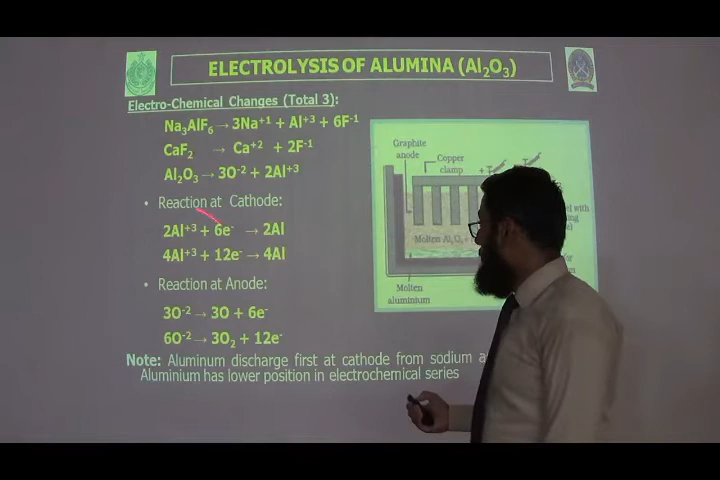 ELECTROLYSIS OF ALUMINA (Al₂O₃)
Electro-Chemical Changes (Total 3):
Na₃AlF₆ → 3Na⁺¹ + Al⁺³ + 6F⁻¹
CaF₂ → Ca⁺² + 2F⁻¹
Al₂O₃ → 3O⁻² + 2Al⁺³
• Reaction at Cathode:
2Al⁺³ + 6e⁻ → 2Al
4Al⁺³ + 12e⁻ → 4Al
• Reaction at Anode:
3O⁻² → 3O + 6e⁻
6O⁻² → 3O₂ + 12e⁻
Note: Aluminum discharge first at cathode from sodium
Aluminium has lower position in electrochemical series
Graphite
anode
Copper
clamp
+
with
Molten Al₂O₃ +
Molten
aluminium